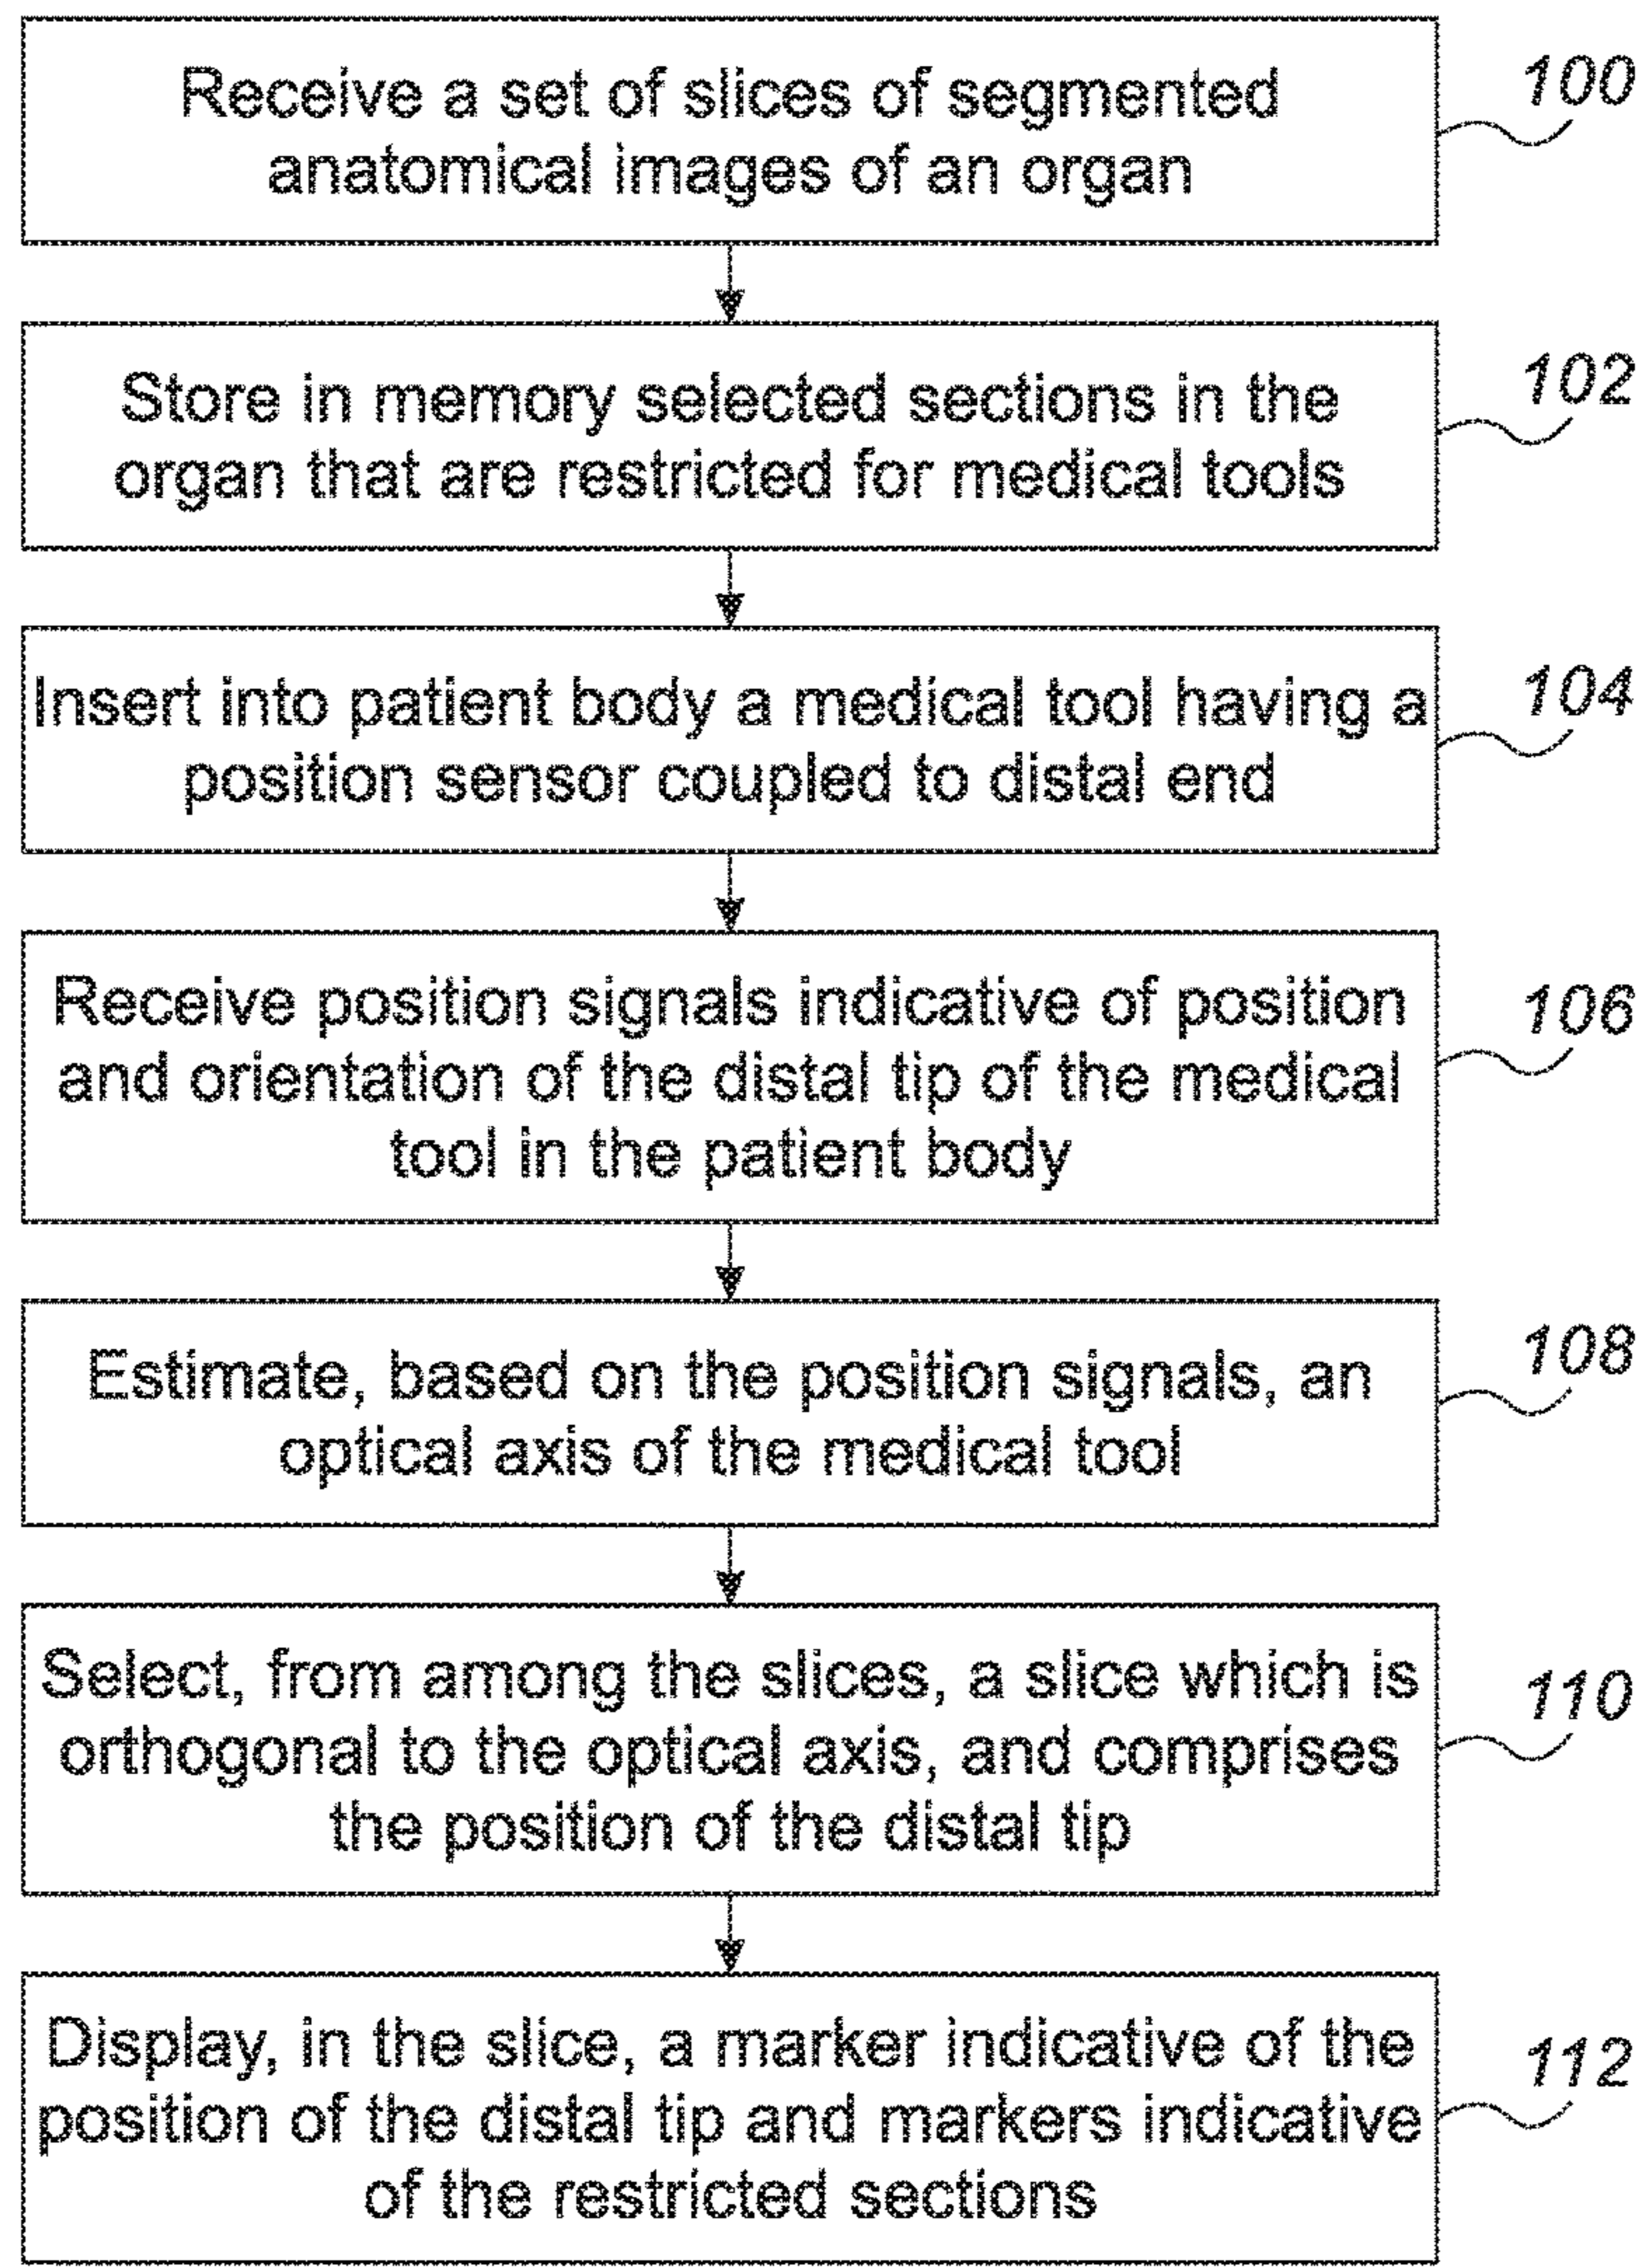 Receive a set of slices of segmented
anatomical images of an organ
100
Store in memory selected sections in the
organ that are restricted for medical tools
102
Insert into patient body a medical tool having a
position sensor coupled to distal end
104
Receive position signals indicative of position
and orientation of the distal tip of the medical
tool in the patient body
106
Estimate, based on the position signals, an
optical axis of the medical tool
108
Select, from among the slices, a slice which is
orthogonal to the optical axis, and comprises
the position of the distal tip
110
Display, in the slice, a marker indicative of the
position of the distal tip and markers indicative
of the restricted sections
112